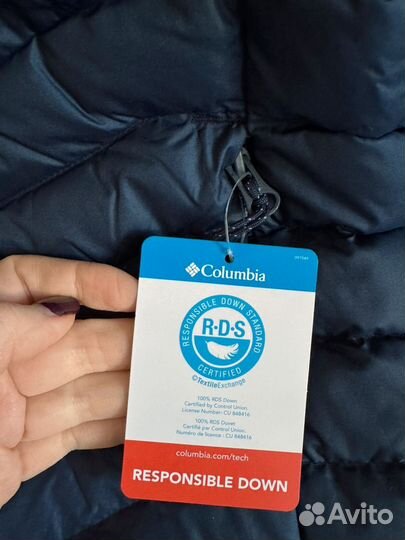 Columbia
RESPONSIBLE DOWN STANDARD
R·D·S
CERTIFIED
©TextileExchange
100% RDS Down
Certified by Control Union.
License Number: CU 848416
100% RDS Duvet
Certifié par Control Union.
Numéro de licence : CU 848416
columbia.com/tech
RESPONSIBLE DOWN
Avito